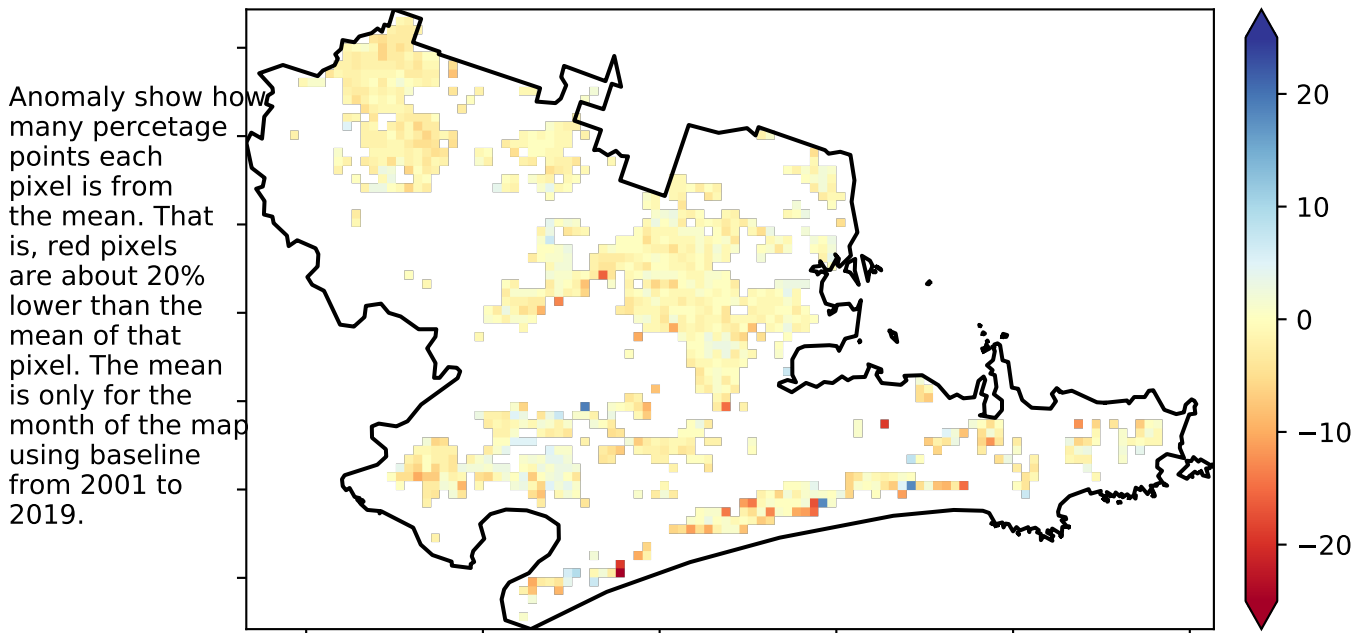 Anomaly show how
many percetage
points each
pixel is from
the mean. That
is, red pixels
are about 20%
lower than the
mean of that
pixel. The mean
is only for the
month of the map
using baseline
from 2001 to
2019.
20
10
0
−10
−20